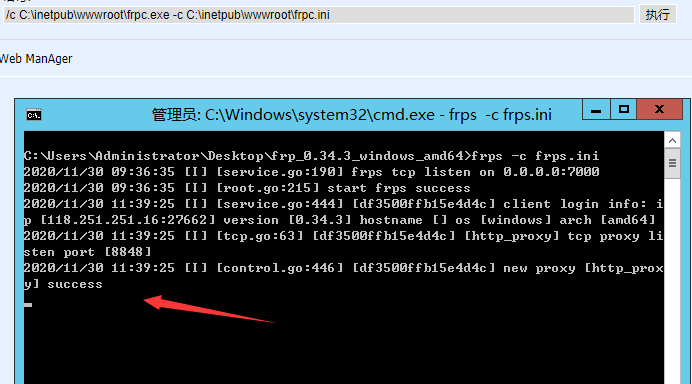 /c C:\inetpub\wwwroot\frpc.exe -c C:\inetpub\wwwroot\frpc.ini
执行
Web ManAger
管理员: C:\Windows\system32\cmd.exe - frps  -c frps.ini
C:\Users\Administrator\Desktop\frp_0.34.3_windows_amd64>frps -c frps.ini
2020/11/30 09:36:35 [I] [service.go:190] frps tcp listen on 0.0.0.0:7000
2020/11/30 09:36:35 [I] [root.go:215] start frps success
2020/11/30 11:39:25 [I] [service.go:444] [df3500ffb15e4d4c] client login info: i
p [118.251.251.16:27662] version [0.34.3] hostname [] os [windows] arch [amd64]
2020/11/30 11:39:25 [I] [tcp.go:63] [df3500ffb15e4d4c] [http_proxy] tcp proxy li
sten port [8848]
2020/11/30 11:39:25 [I] [control.go:446] [df3500ffb15e4d4c] new proxy [http_prox
y] success